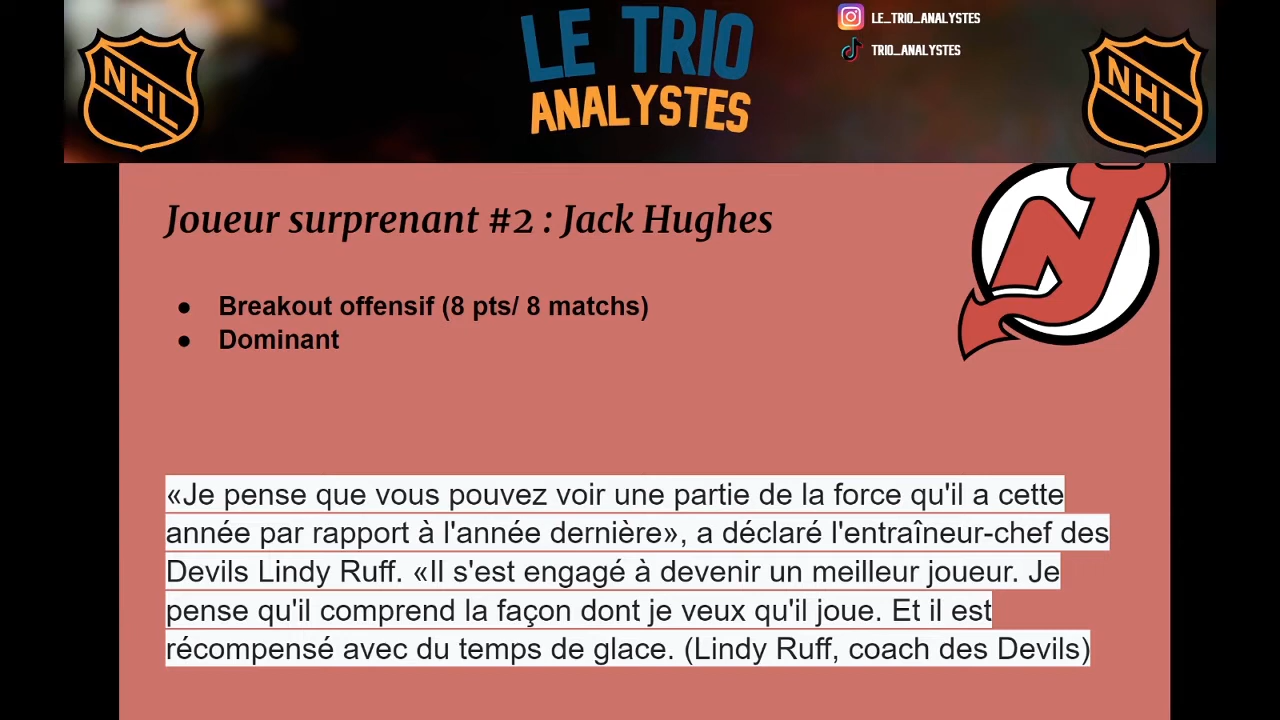 LE TRIO
ANALYSTES
LE_TRIO_ANALYSTES
TRIO_ANALYSTES
NHL
NHL
Joueur surprenant #2 : Jack Hughes
● Breakout offensif (8 pts/ 8 matchs)
● Dominant
«Je pense que vous pouvez voir une partie de la force qu'il a cette
année par rapport à l'année dernière», a déclaré l'entraîneur-chef des
Devils Lindy Ruff. «Il s'est engagé à devenir un meilleur joueur. Je
pense qu'il comprend la façon dont je veux qu'il joue. Et il est
récompensé avec du temps de glace. (Lindy Ruff, coach des Devils)